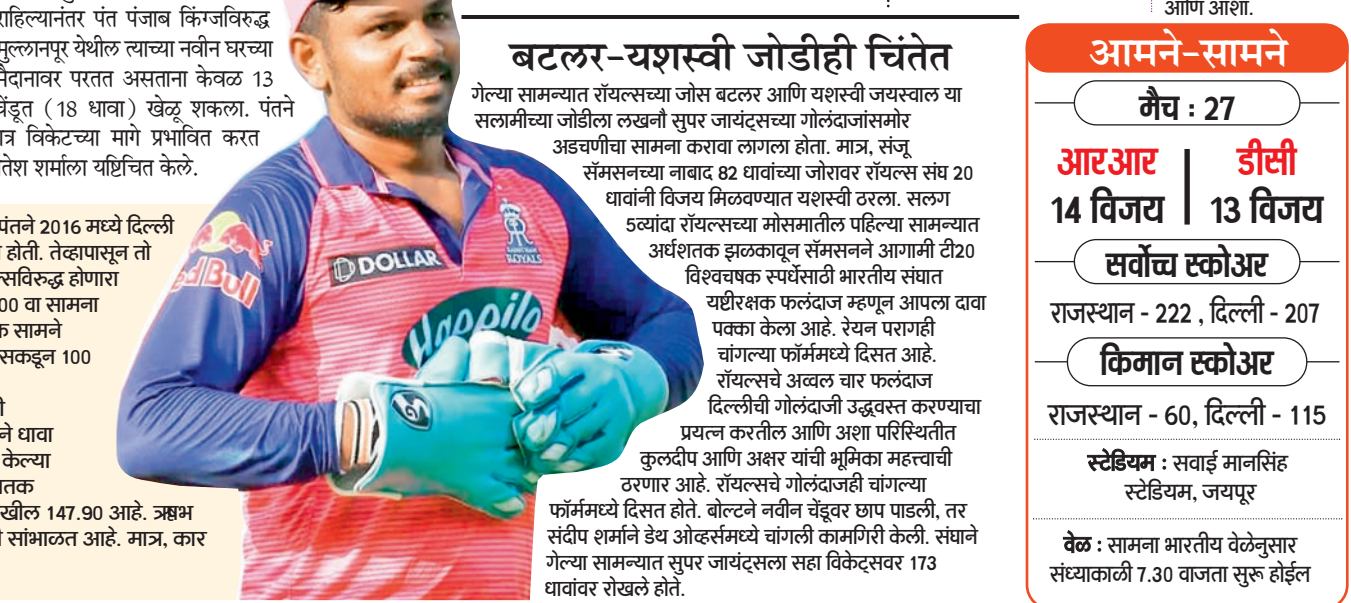 राहिल्यानंतर पंत पंजाब किंग्जविरुद्ध
मुल्लानपूर येथील त्याच्या नवीन घरच्या
मैदानावर परतत असताना केवळ 13
चेंडूत (18 धावा) खेळू शकला. पंतने
मात्र विकेटच्या मागे प्रभावित करत
शर्माला यष्टिचित केले.
पंतने 2016 मध्ये दिल्ली
होती. तेव्हापासून तो
होणारा
वा सामना
सामने
100
धावा
केल्या
147.90 आहे. ऋषभ
सांभाळत आहे. मात्र, कार
Red Bull
DOLLAR
RAJASTHAN
ROYALS
Happilo
SG
बटलर-यशस्वी जोडीही चिंतेत
गेल्या सामन्यात रॉयल्सच्या जोस बटलर आणि यशस्वी जयस्वाल या
सलामीच्या जोडीला लखनौ सुपर जायंट्सच्या गोलंदाजांसमोर
अडचणीचा सामना करावा लागला होता. मात्र, संजू
सॅमसनच्या नाबाद 82 धावांच्या जोरावर रॉयल्स संघ 20
धावांनी विजय मिळवण्यात यशस्वी ठरला. सलग
5व्यांदा रॉयल्सच्या मोसमातील पहिल्या सामन्यात
अर्धशतक झळकावून सॅमसनने आगामी टी20
विश्वचषक स्पर्धेसाठी भारतीय संघात
यष्टीरक्षक फलंदाज म्हणून आपला दावा
पक्का केला आहे. रेयन परागही
चांगल्या फॉर्ममध्ये दिसत आहे.
रॉयल्सचे अव्वल चार फलंदाज
दिल्लीची गोलंदाजी उद्धवस्त करण्याचा
प्रयत्न करतील आणि अशा परिस्थितीत
कुलदीप आणि अक्षर यांची भूमिका महत्त्वाची
ठरणार आहे. रॉयल्सचे गोलंदाजही चांगल्या
फॉर्ममध्ये दिसत होते. बोल्टने नवीन चेंडूवर छाप पाडली, तर
संदीप शर्माने डेथ ओव्हर्समध्ये चांगली कामगिरी केली. संघाने
गेल्या सामन्यात सुपर जायंट्सला सहा विकेट्सवर 173
धावांवर रोखले होते.
आणि आशा.
आमने-सामने
मैच : 27
आरआर डीसी
14 विजय 13 विजय
सर्वोच्च स्कोअर
राजस्थान - 222 , दिल्ली - 207
किमान स्कोअर
राजस्थान - 60, दिल्ली - 115
स्टेडियम : सवाई मानसिंह
स्टेडियम, जयपूर
वेळ : सामना भारतीय वेळेनुसार
संध्याकाळी 7.30 वाजता सुरू होईल